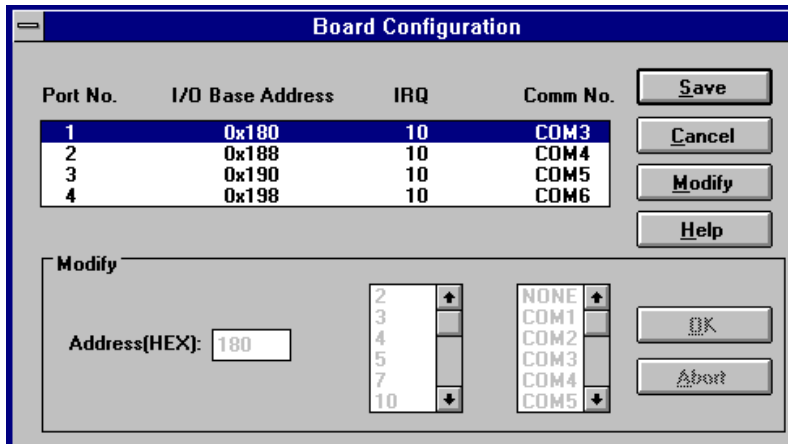 Board Configuration
Port No. I/O Base Address IRQ Comm No.
1 0x180 10 COM3
2 0x188 10 COM4
3 0x190 10 COM5
4 0x198 10 COM6
Save
Cancel
Modify
Help
Modify
Address(HEX): 180
2
3
4
5
7
10
NONE
COM1
COM2
COM3
COM4
COM5
OK
Abort